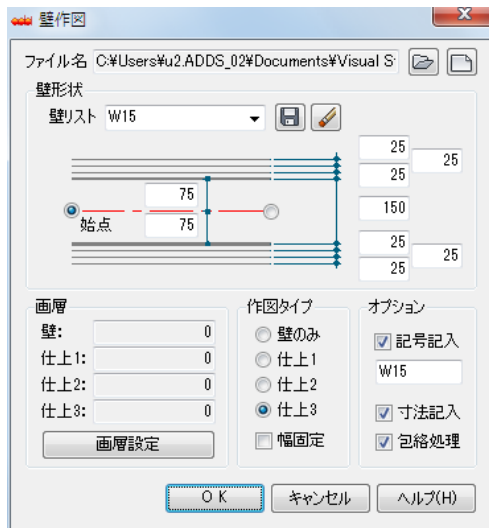 壁作図
ファイル名 C:¥Users¥u2.ADDS_02¥Documents¥Visual S
壁形状
壁リスト W15
25
25
25
75
150
始点 75
25
25
25
画層
壁: 0
仕上1: 0
仕上2: 0
仕上3: 0
画層設定
作図タイプ
壁のみ
仕上1
仕上2
仕上3
幅固定
オプション
記号記入
W15
寸法記入
包絡処理
OK
キャンセル
ヘルプ(H)